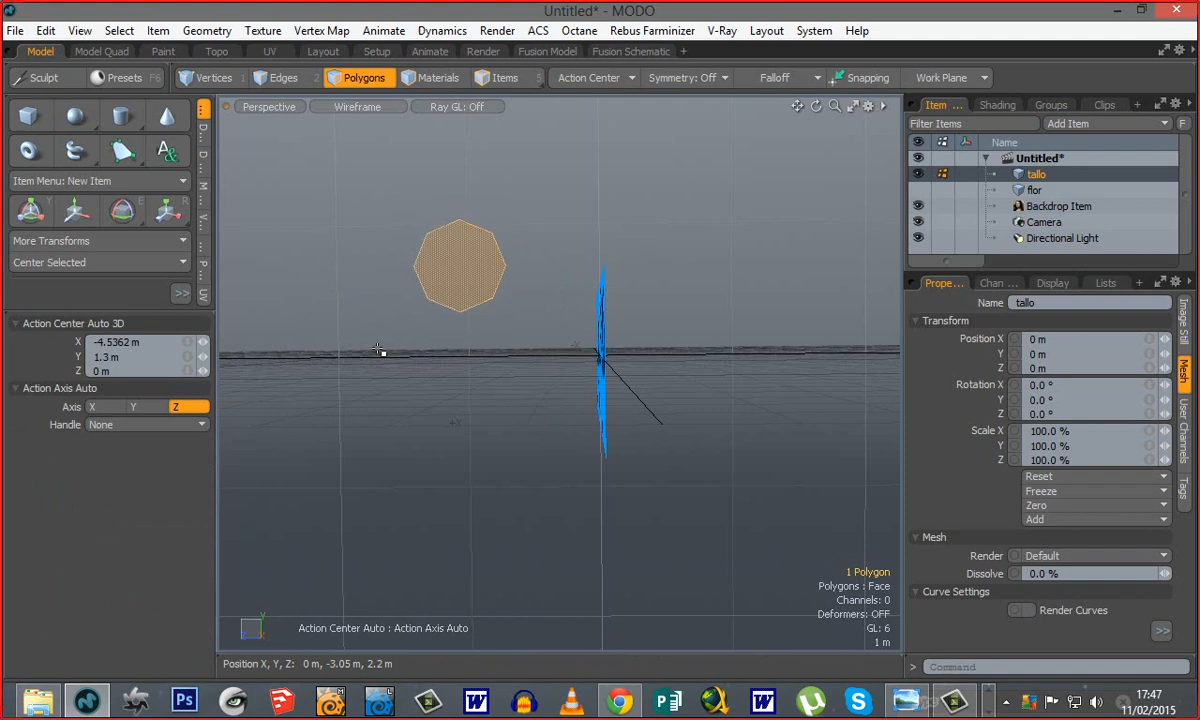 Untitled* - MODO
File Edit View Select Item Geometry Texture Vertex Map Animate Dynamics Render ACS Octane Rebus Farminizer V-Ray Layout System Help
Model Model Quad Paint Topo UV Layout Setup Animate Render Fusion Model Fusion Schematic +
Sculpt Presets F6 Vertices 1 Edges 2 Polygons Materials Items 5 Action Center Symmetry: Off Falloff Snapping Work Plane
Perspective Wireframe Ray GL: Off
Item Menu: New Item
More Transforms
Center Selected
>>
Action Center Auto 3D
X -4.5362 m
Y 1.3 m
Z 0 m
Action Axis Auto
Axis X Y Z
Handle None
UV
1 Polygon
Polygons : Face
Channels: 0
Deformers: OFF
GL: 6
1 m
Action Center Auto : Action Axis Auto
Position X, Y, Z: 0 m, -3.05 m, 2.2 m
Item ... Shading Groups Clips +
Filter Items Add Item F
Name
Untitled*
tallo
flor
Backdrop Item
Camera
Directional Light
Prope... Chan ... Display Lists +
Name tallo
Transform
Position X 0 m
Y 0 m
Z 0 m
Rotation X 0.0 °
Y 0.0 °
Z 0.0 °
Scale X 100.0 %
Y 100.0 %
Z 100.0 %
Reset
Freeze
Zero
Add
Mesh
Render Default
Dissolve 0.0 %
Curve Settings
Render Curves
>>
Image Still
Mesh
User Channels
Tags
> Command
17:47
11/02/2015